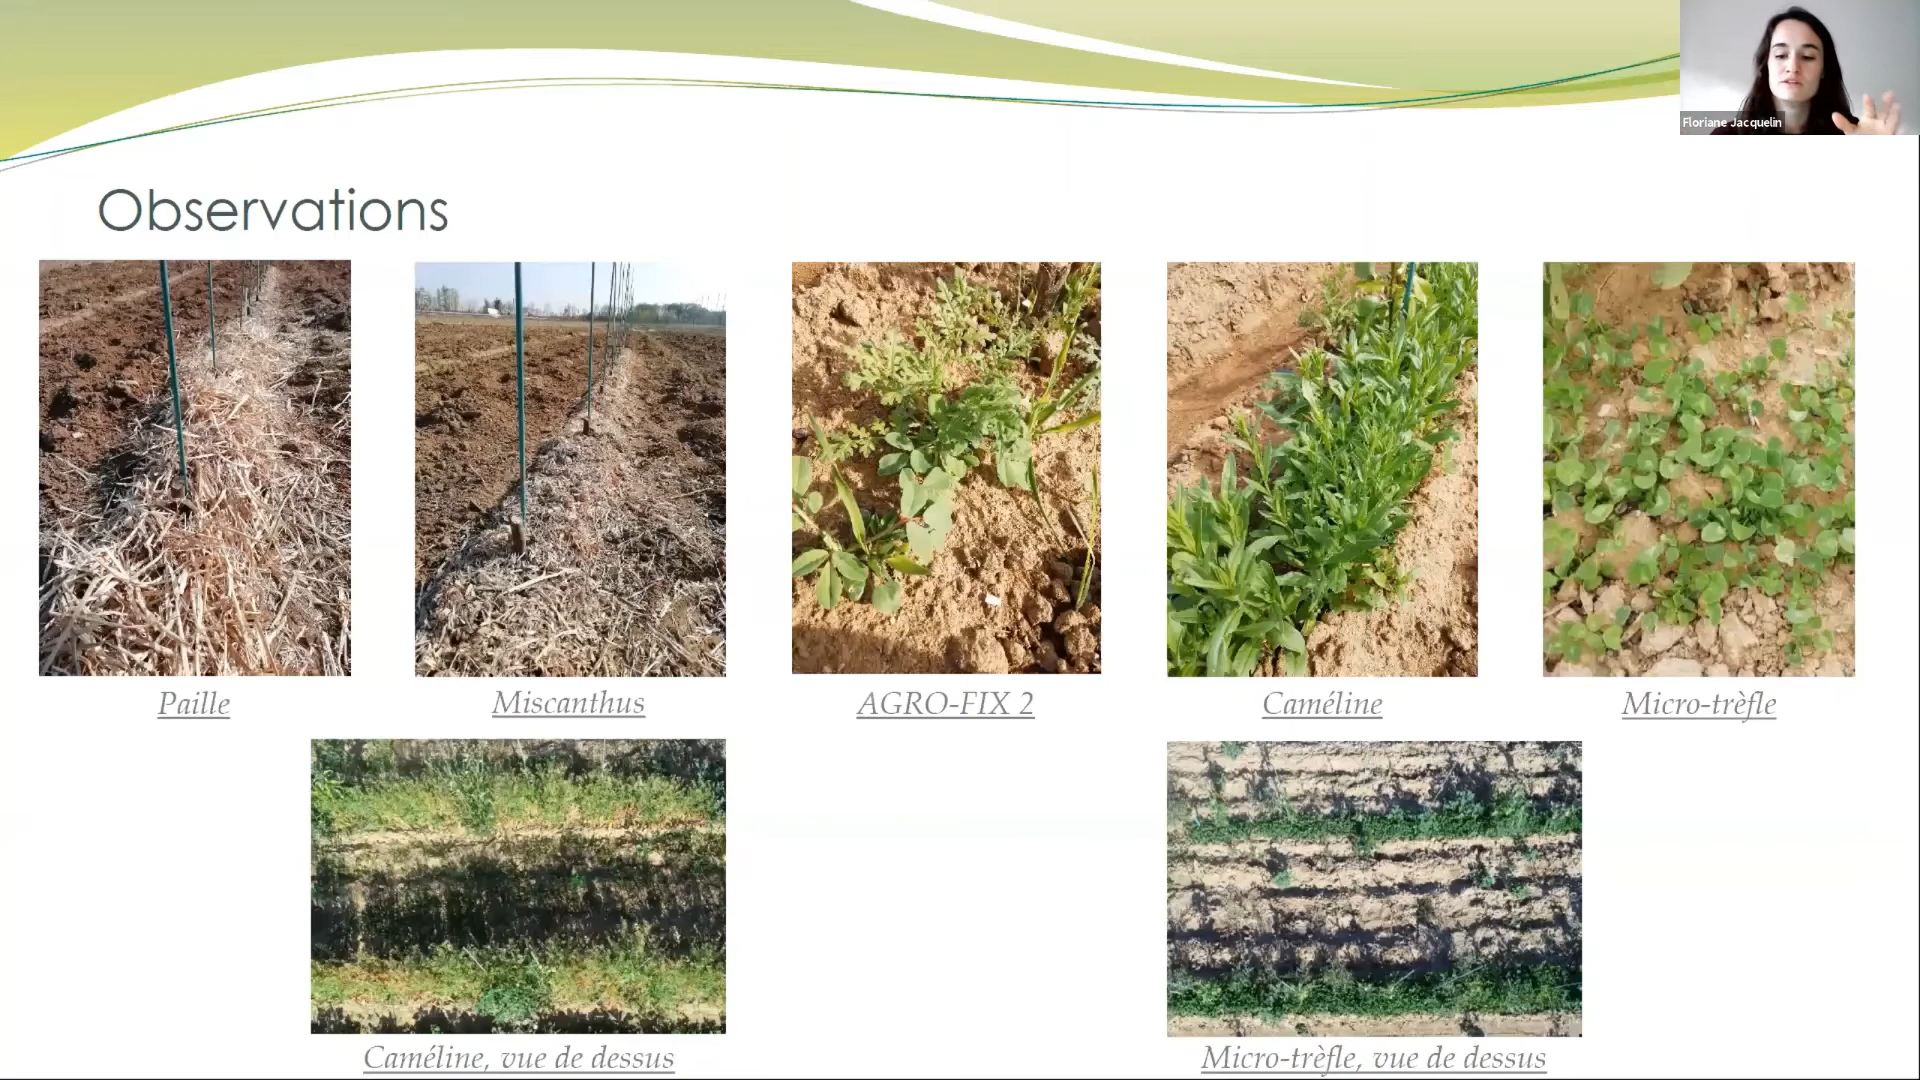 Floriane Jacquelin
Observations
Paille
Miscanthus
AGRO-FIX 2
Caméline
Micro-trèfle
Caméline, vue de dessus
Micro-trèfle, vue de dessus